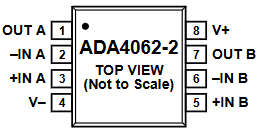 OUT A 1
–IN A 2
+IN A 3
V– 4
ADA4062-2
TOP VIEW
(Not to Scale)
8 V+
7 OUT B
6 –IN B
5 +IN B